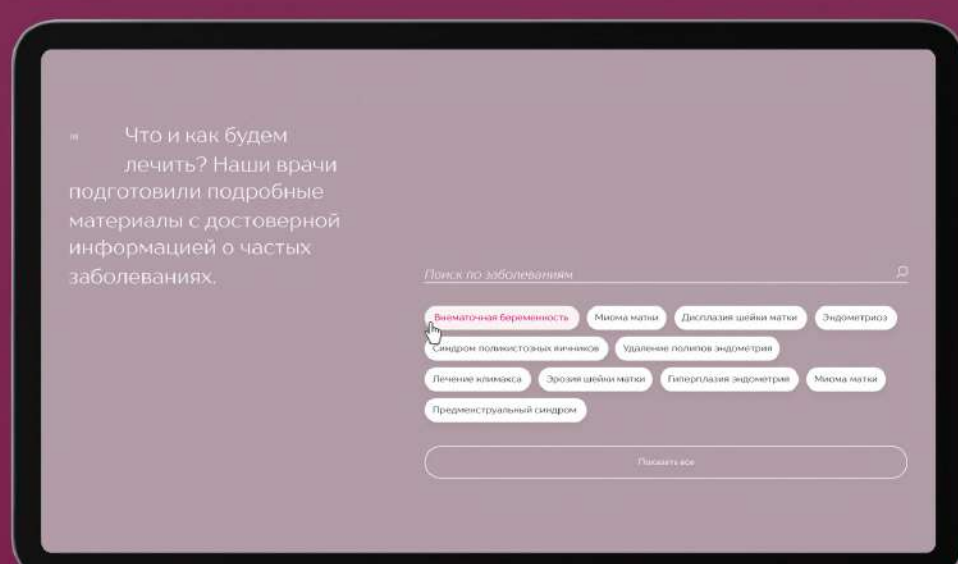 Что и как будем
лечить? Наши врачи
подготовили подробные
материалы с достоверной
информацией о частых
заболеваниях.
Поиск по заболеваниям
Внематочная беременность Миома матки Дисплазия шейки матки Эндометриоз
Синдром поликистозных яичников Удаление полипов эндометрия
Лечение климакса Эрозия шейки матки Гиперплазия эндометрия Миома матки
Предменструальный синдром
Показать все